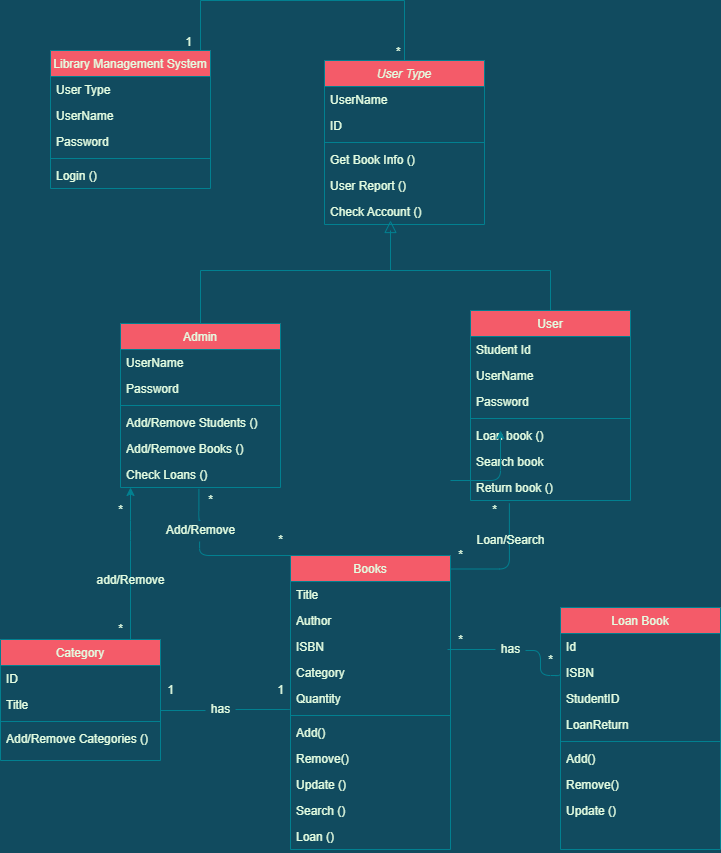 1
*
Library Management System
User Type
UserName
Password
Login ()
User Type
UserName
ID
Get Book Info ()
User Report ()
Check Account ()
Admin
UserName
Password
Add/Remove Students ()
Add/Remove Books ()
Check Loans ()
User
Student Id
UserName
Password
Loan book ()
Search book
Return book ()
*
*
*
Add/Remove
*
Loan/Search
*
add/Remove
*
Books
Title
Author
ISBN
Category
Quantity
Add()
Remove()
Update ()
Search ()
Loan ()
*
has
*
Loan Book
Id
ISBN
StudentID
LoanReturn
Add()
Remove()
Update ()
Category
ID
Title
Add/Remove Categories ()
1
has
1